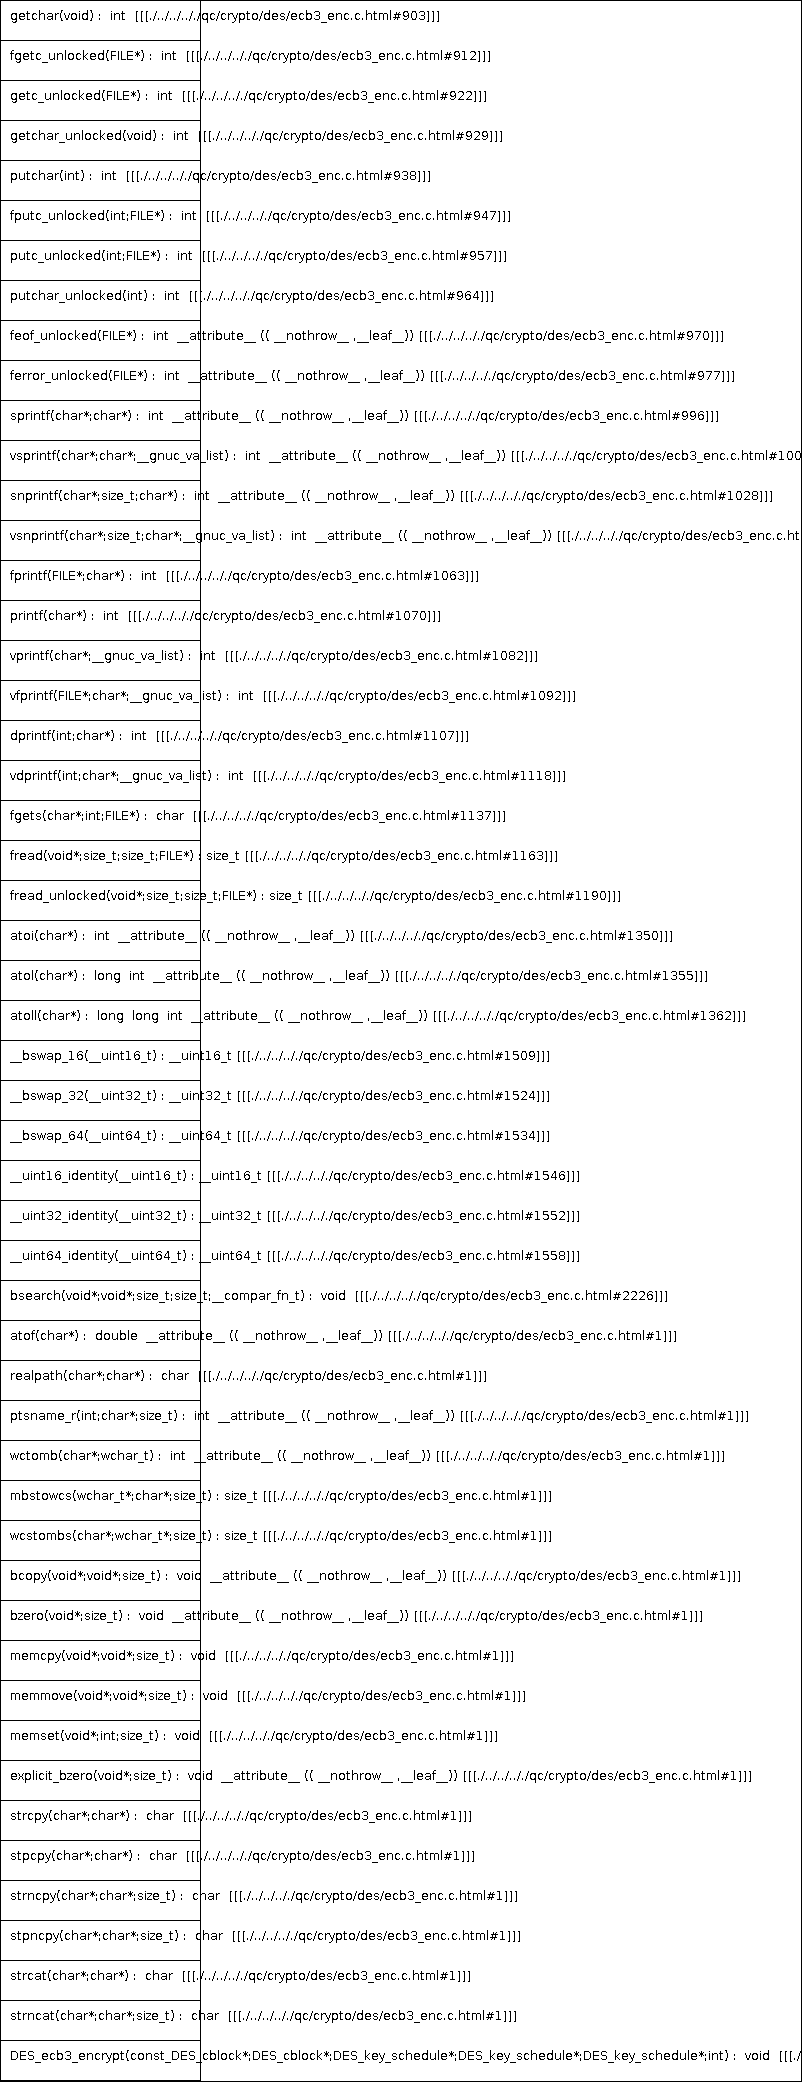 getchar(void) : int [[[./../../../qc/crypto/des/ecb3_enc.c.html#903]]]
fgetc_unlocked(FILE*) : int [[[./../../../qc/crypto/des/ecb3_enc.c.html#912]]]
getc_unlocked(FILE*) : int [[[./../../../qc/crypto/des/ecb3_enc.c.html#922]]]
getchar_unlocked(void) : int [[[./../../../qc/crypto/des/ecb3_enc.c.html#929]]]
putchar(int) : int [[[./../../../qc/crypto/des/ecb3_enc.c.html#938]]]
fputc_unlocked(int;FILE*) : int [[[./../../../qc/crypto/des/ecb3_enc.c.html#947]]]
putc_unlocked(int;FILE*) : int [[[./../../../qc/crypto/des/ecb3_enc.c.html#957]]]
putchar_unlocked(int) : int [[[./../../../qc/crypto/des/ecb3_enc.c.html#964]]]
feof_unlocked(FILE*) : int __attribute__ (( __nothrow__ ,__leaf__)) [[[./../../../qc/crypto/des/ecb3_enc.c.html#970]]]
ferror_unlocked(FILE*) : int __attribute__ (( __nothrow__ ,__leaf__)) [[[./../../../qc/crypto/des/ecb3_enc.c.html#977]]]
sprintf(char*;char*) : int __attribute__ (( __nothrow__ ,__leaf__)) [[[./../../../qc/crypto/des/ecb3_enc.c.html#996]]]
vsprintf(char*;char*;__gnuc_va_list) : int __attribute__ (( __nothrow__ ,__leaf__)) [[[./../../../qc/crypto/des/ecb3_enc.c.html#100
snprintf(char*;size_t;char*) : int __attribute__ (( __nothrow__ ,__leaf__)) [[[./../../../qc/crypto/des/ecb3_enc.c.html#1028]]]
vsnprintf(char*;size_t;char*;__gnuc_va_list) : int __attribute__ (( __nothrow__ ,__leaf__)) [[[./../../../qc/crypto/des/ecb3_enc.c.ht
fprintf(FILE*;char*) : int [[[./../../../qc/crypto/des/ecb3_enc.c.html#1063]]]
printf(char*) : int [[[./../../../qc/crypto/des/ecb3_enc.c.html#1070]]]
vprintf(char*;__gnuc_va_list) : int [[[./../../../qc/crypto/des/ecb3_enc.c.html#1082]]]
vfprintf(FILE*;char*;__gnuc_va_list) : int [[[./../../../qc/crypto/des/ecb3_enc.c.html#1092]]]
dprintf(int;char*) : int [[[./../../../qc/crypto/des/ecb3_enc.c.html#1107]]]
vdprintf(int;char*;__gnuc_va_list) : int [[[./../../../qc/crypto/des/ecb3_enc.c.html#1118]]]
fgets(char*;int;FILE*) : char [[[./../../../qc/crypto/des/ecb3_enc.c.html#1137]]]
fread(void*;size_t;size_t;FILE*) : size_t [[[./../../../qc/crypto/des/ecb3_enc.c.html#1163]]]
fread_unlocked(void*;size_t;size_t;FILE*) : size_t [[[./../../../qc/crypto/des/ecb3_enc.c.html#1190]]]
atoi(char*) : int __attribute__ (( __nothrow__ ,__leaf__)) [[[./../../../qc/crypto/des/ecb3_enc.c.html#1350]]]
atol(char*) : long int __attribute__ (( __nothrow__ ,__leaf__)) [[[./../../../qc/crypto/des/ecb3_enc.c.html#1355]]]
atoll(char*) : long long int __attribute__ (( __nothrow__ ,__leaf__)) [[[./../../../qc/crypto/des/ecb3_enc.c.html#1362]]]
__bswap_16(__uint16_t) : __uint16_t [[[./../../../qc/crypto/des/ecb3_enc.c.html#1509]]]
__bswap_32(__uint32_t) : __uint32_t [[[./../../../qc/crypto/des/ecb3_enc.c.html#1524]]]
__bswap_64(__uint64_t) : __uint64_t [[[./../../../qc/crypto/des/ecb3_enc.c.html#1534]]]
__uint16_identity(__uint16_t) : __uint16_t [[[./../../../qc/crypto/des/ecb3_enc.c.html#1546]]]
__uint32_identity(__uint32_t) : __uint32_t [[[./../../../qc/crypto/des/ecb3_enc.c.html#1552]]]
__uint64_identity(__uint64_t) : __uint64_t [[[./../../../qc/crypto/des/ecb3_enc.c.html#1558]]]
bsearch(void*;void*;size_t;size_t;__compar_fn_t) : void [[[./../../../qc/crypto/des/ecb3_enc.c.html#2226]]]
atof(char*) : double __attribute__ (( __nothrow__ ,__leaf__)) [[[./../../../qc/crypto/des/ecb3_enc.c.html#1]]]
realpath(char*;char*) : char [[[./../../../qc/crypto/des/ecb3_enc.c.html#1]]]
ptsname_r(int;char*;size_t) : int __attribute__ (( __nothrow__ ,__leaf__)) [[[./../../../qc/crypto/des/ecb3_enc.c.html#1]]]
wctomb(char*;wchar_t) : int __attribute__ (( __nothrow__ ,__leaf__)) [[[./../../../qc/crypto/des/ecb3_enc.c.html#1]]]
mbstowcs(wchar_t*;char*;size_t) : size_t [[[./../../../qc/crypto/des/ecb3_enc.c.html#1]]]
wcstombs(char*;wchar_t*;size_t) : size_t [[[./../../../qc/crypto/des/ecb3_enc.c.html#1]]]
bcopy(void*;void*;size_t) : void __attribute__ (( __nothrow__ ,__leaf__)) [[[./../../../qc/crypto/des/ecb3_enc.c.html#1]]]
bzero(void*;size_t) : void __attribute__ (( __nothrow__ ,__leaf__)) [[[./../../../qc/crypto/des/ecb3_enc.c.html#1]]]
memcpy(void*;void*;size_t) : void [[[./../../../qc/crypto/des/ecb3_enc.c.html#1]]]
memmove(void*;void*;size_t) : void [[[./../../../qc/crypto/des/ecb3_enc.c.html#1]]]
memset(void*;int;size_t) : void [[[./../../../qc/crypto/des/ecb3_enc.c.html#1]]]
explicit_bzero(void*;size_t) : void __attribute__ (( __nothrow__ ,__leaf__)) [[[./../../../qc/crypto/des/ecb3_enc.c.html#1]]]
strcpy(char*;char*) : char [[[./../../../qc/crypto/des/ecb3_enc.c.html#1]]]
stpcpy(char*;char*) : char [[[./../../../qc/crypto/des/ecb3_enc.c.html#1]]]
strncpy(char*;char*;size_t) : char [[[./../../../qc/crypto/des/ecb3_enc.c.html#1]]]
stpncpy(char*;char*;size_t) : char [[[./../../../qc/crypto/des/ecb3_enc.c.html#1]]]
strcat(char*;char*) : char [[[./../../../qc/crypto/des/ecb3_enc.c.html#1]]]
strncat(char*;char*;size_t) : char [[[./../../../qc/crypto/des/ecb3_enc.c.html#1]]]
DES_ecb3_encrypt(const_DES_cblock*;DES_cblock*;DES_key_schedule*;DES_key_schedule*;DES_key_schedule*;int) : void [[[./